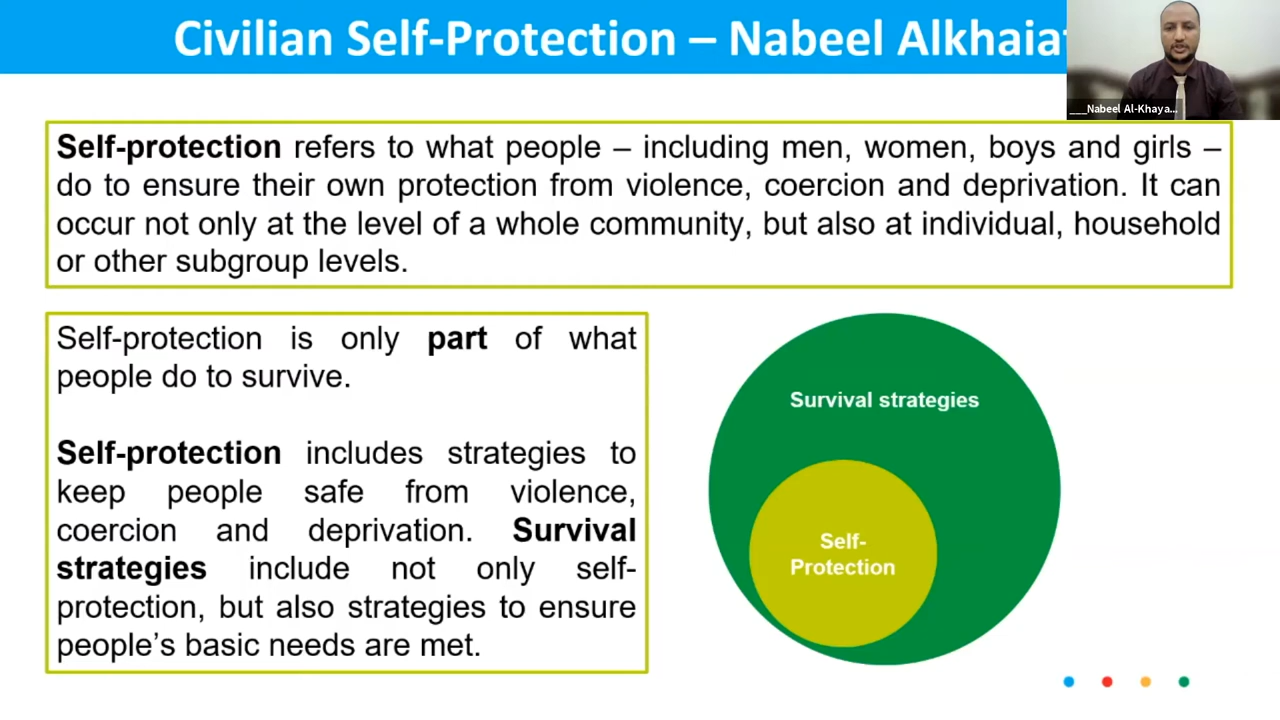 Civilian Self-Protection – Nabeel Alkhaiat
___Nabeel Al-Khaya...
Self-protection refers to what people – including men, women, boys and girls –
do to ensure their own protection from violence, coercion and deprivation. It can
occur not only at the level of a whole community, but also at individual, household
or other subgroup levels.
Self-protection is only part of what
people do to survive.
Self-protection includes strategies to
keep people safe from violence,
coercion and deprivation. Survival
strategies include not only self-
protection, but also strategies to ensure
people’s basic needs are met.
Survival strategies
Self-
Protection